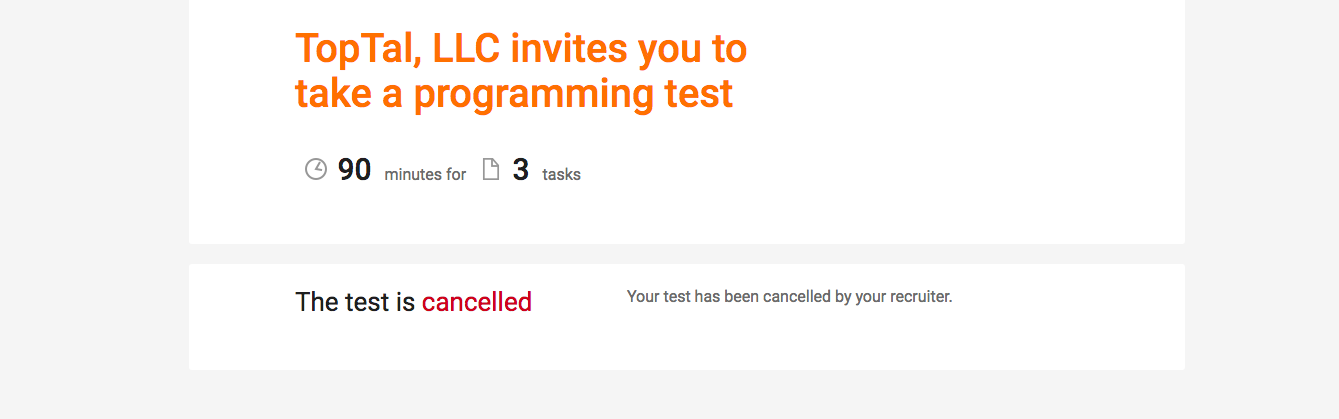 TopTal, LLC invites you to
take a programming test
90 minutes for 3 tasks
The test is cancelled
Your test has been cancelled by your recruiter.